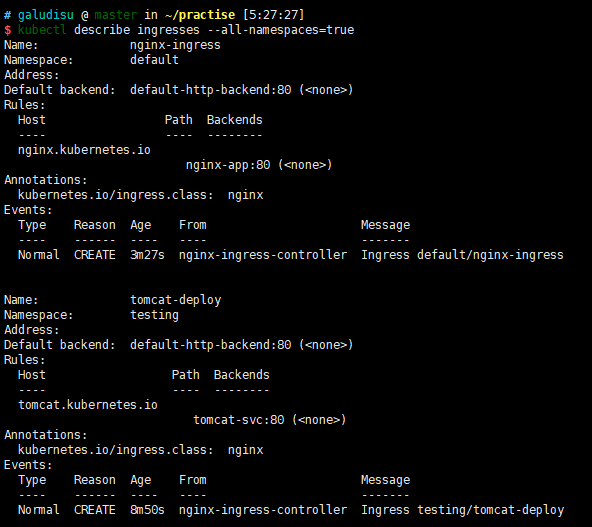 # galudisu @ master in ~/practise [5:27:27]
$ kubectl describe ingresses --all-namespaces=true
Name:             nginx-ingress
Namespace:        default
Address:
Default backend:  default-http-backend:80 (<none>)
Rules:
  Host                 Path  Backends
  ----                 ----  --------
  nginx.kubernetes.io
                          nginx-app:80 (<none>)
Annotations:
  kubernetes.io/ingress.class:  nginx
Events:
  Type    Reason  Age    From                      Message
  ----    ------  ----   ----                      -------
  Normal  CREATE  3m27s  nginx-ingress-controller  Ingress default/nginx-ingress
Name:             tomcat-deploy
Namespace:        testing
Address:
Default backend:  default-http-backend:80 (<none>)
Rules:
  Host                  Path  Backends
  ----                  ----  --------
  tomcat.kubernetes.io
                           tomcat-svc:80 (<none>)
Annotations:
  kubernetes.io/ingress.class:  nginx
Events:
  Type    Reason  Age    From                      Message
  ----    ------  ----   ----                      -------
  Normal  CREATE  8m50s  nginx-ingress-controller  Ingress testing/tomcat-deploy